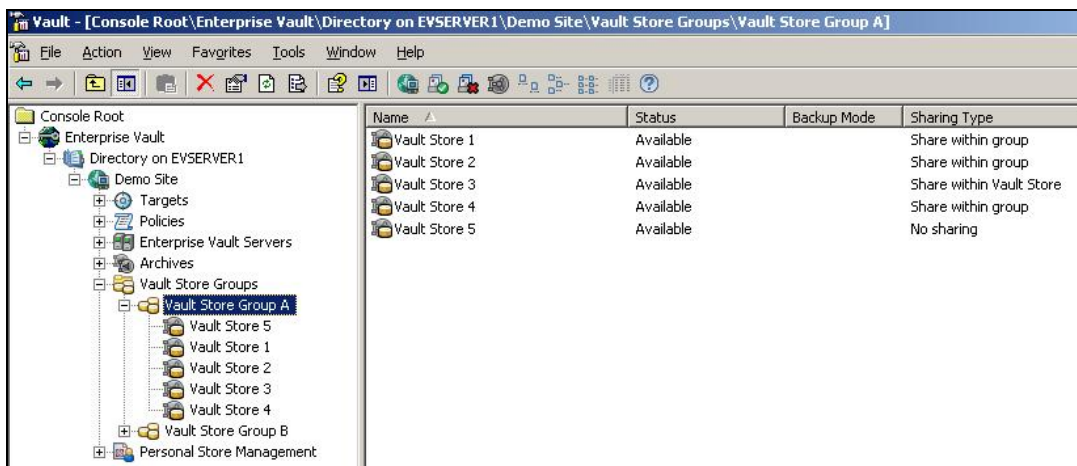 Vault - [Console Root\Enterprise Vault\Directory on EVSERVER1\Demo Site\Vault Store Groups\Vault Store Group A]
File Action View Favorites Tools Window Help
Console Root
Enterprise Vault
Directory on EVSERVER1
Demo Site
Targets
Policies
Enterprise Vault Servers
Archives
Vault Store Groups
Vault Store Group A
Vault Store 5
Vault Store 1
Vault Store 2
Vault Store 3
Vault Store 4
Vault Store Group B
Personal Store Management
Name Status Backup Mode Sharing Type
Vault Store 1 Available Share within group
Vault Store 2 Available Share within group
Vault Store 3 Available Share within Vault Store
Vault Store 4 Available Share within group
Vault Store 5 Available No sharing